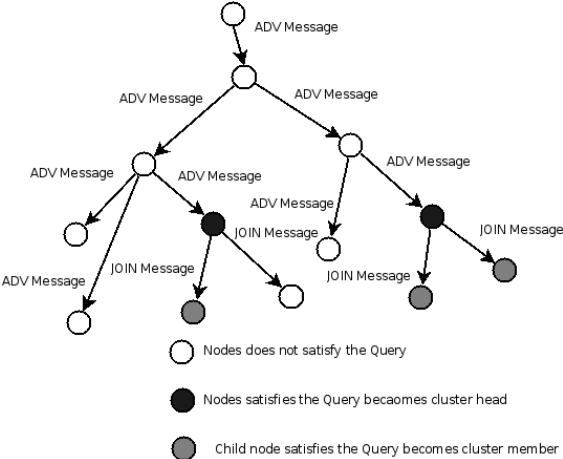 ADV Message
ADV Message
ADV Message
ADV Message
ADV Message
ADV Message
ADV Message
JOIN Message
JOIN Message
JOIN Message
JOIN Message
ADV Message
Nodes does not satisfy the Query
Nodes satisfies the Query becaomes cluster head
Child node satisfies the Query becomes cluster member